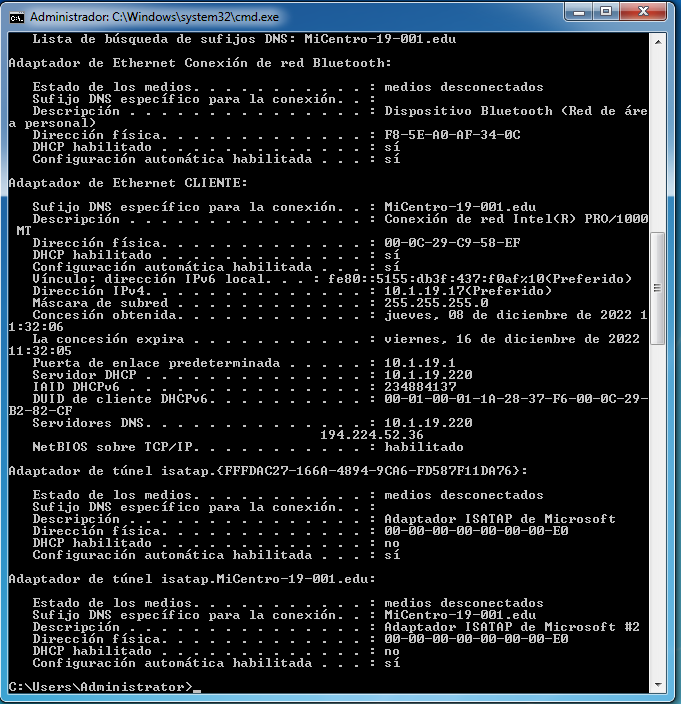 Administrador: C:\Windows\system32\cmd.exe
   Lista de búsqueda de sufijos DNS: MiCentro-19-001.edu
Adaptador de Ethernet Conexión de red Bluetooth:
   Estado de los medios. . . . . . . . . . . : medios desconectados
   Sufijo DNS específico para la conexión. . :
   Descripción . . . . . . . . . . . . . . . : Dispositivo Bluetooth (Red de áre
a personal)
   Dirección física. . . . . . . . . . . . . : F8-5E-A0-AF-34-0C
   DHCP habilitado . . . . . . . . . . . . . : sí
   Configuración automática habilitada . . . : sí
Adaptador de Ethernet CLIENTE:
   Sufijo DNS específico para la conexión. . : MiCentro-19-001.edu
   Descripción . . . . . . . . . . . . . . . : Conexión de red Intel(R) PRO/1000
 MT
   Dirección física. . . . . . . . . . . . . : 00-0C-29-C9-58-EF
   DHCP habilitado . . . . . . . . . . . . . : sí
   Configuración automática habilitada . . . : sí
   Vínculo: dirección IPv6 local. . . : fe80::5155:db3f:437:f0af%10(Preferido)
   Dirección IPv4. . . . . . . . . . . . . . : 10.1.19.17(Preferido)
   Máscara de subred . . . . . . . . . . . . : 255.255.255.0
   Concesión obtenida. . . . . . . . . . . . : jueves, 08 de diciembre de 2022 1
1:32:06
   La concesión expira . . . . . . . . . . . : viernes, 16 de diciembre de 2022
11:32:05
   Puerta de enlace predeterminada . . . . . : 10.1.19.1
   Servidor DHCP . . . . . . . . . . . . . . : 10.1.19.220
   IAID DHCPv6 . . . . . . . . . . . . . . . : 234884137
   DUID de cliente DHCPv6. . . . . . . . . . : 00-01-00-01-1A-28-37-F6-00-0C-29-
B2-82-CF
   Servidores DNS. . . . . . . . . . . . . . : 10.1.19.220
                                       194.224.52.36
   NetBIOS sobre TCP/IP. . . . . . . . . . . : habilitado
Adaptador de túnel isatap.{FFFDAC27-166A-4894-9CA6-FD587F11DA76}:
   Estado de los medios. . . . . . . . . . . : medios desconectados
   Sufijo DNS específico para la conexión. . :
   Descripción . . . . . . . . . . . . . . . : Adaptador ISATAP de Microsoft
   Dirección física. . . . . . . . . . . . . : 00-00-00-00-00-00-00-E0
   DHCP habilitado . . . . . . . . . . . . . : no
   Configuración automática habilitada . . . : sí
Adaptador de túnel isatap.MiCentro-19-001.edu:
   Estado de los medios. . . . . . . . . . . : medios desconectados
   Sufijo DNS específico para la conexión. . : MiCentro-19-001.edu
   Descripción . . . . . . . . . . . . . . . : Adaptador ISATAP de Microsoft #2
   Dirección física. . . . . . . . . . . . . : 00-00-00-00-00-00-00-E0
   DHCP habilitado . . . . . . . . . . . . . : no
   Configuración automática habilitada . . . : sí
C:\Users\Administrator>_